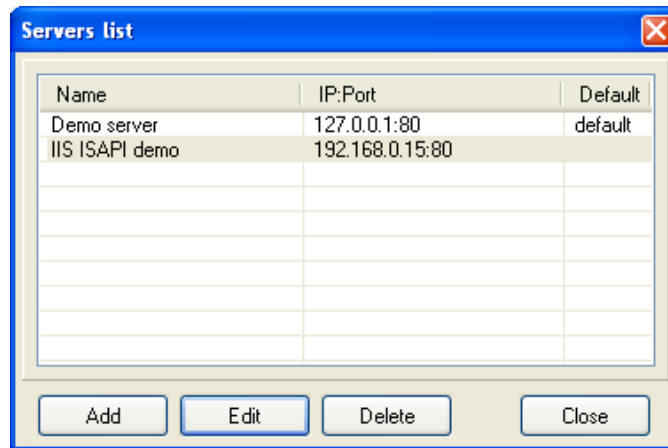 Servers list
Name IP:Port Default
Demo server 127.0.0.1:80 default
IIS ISAPI demo 192.168.0.15:80
Add Edit Delete Close